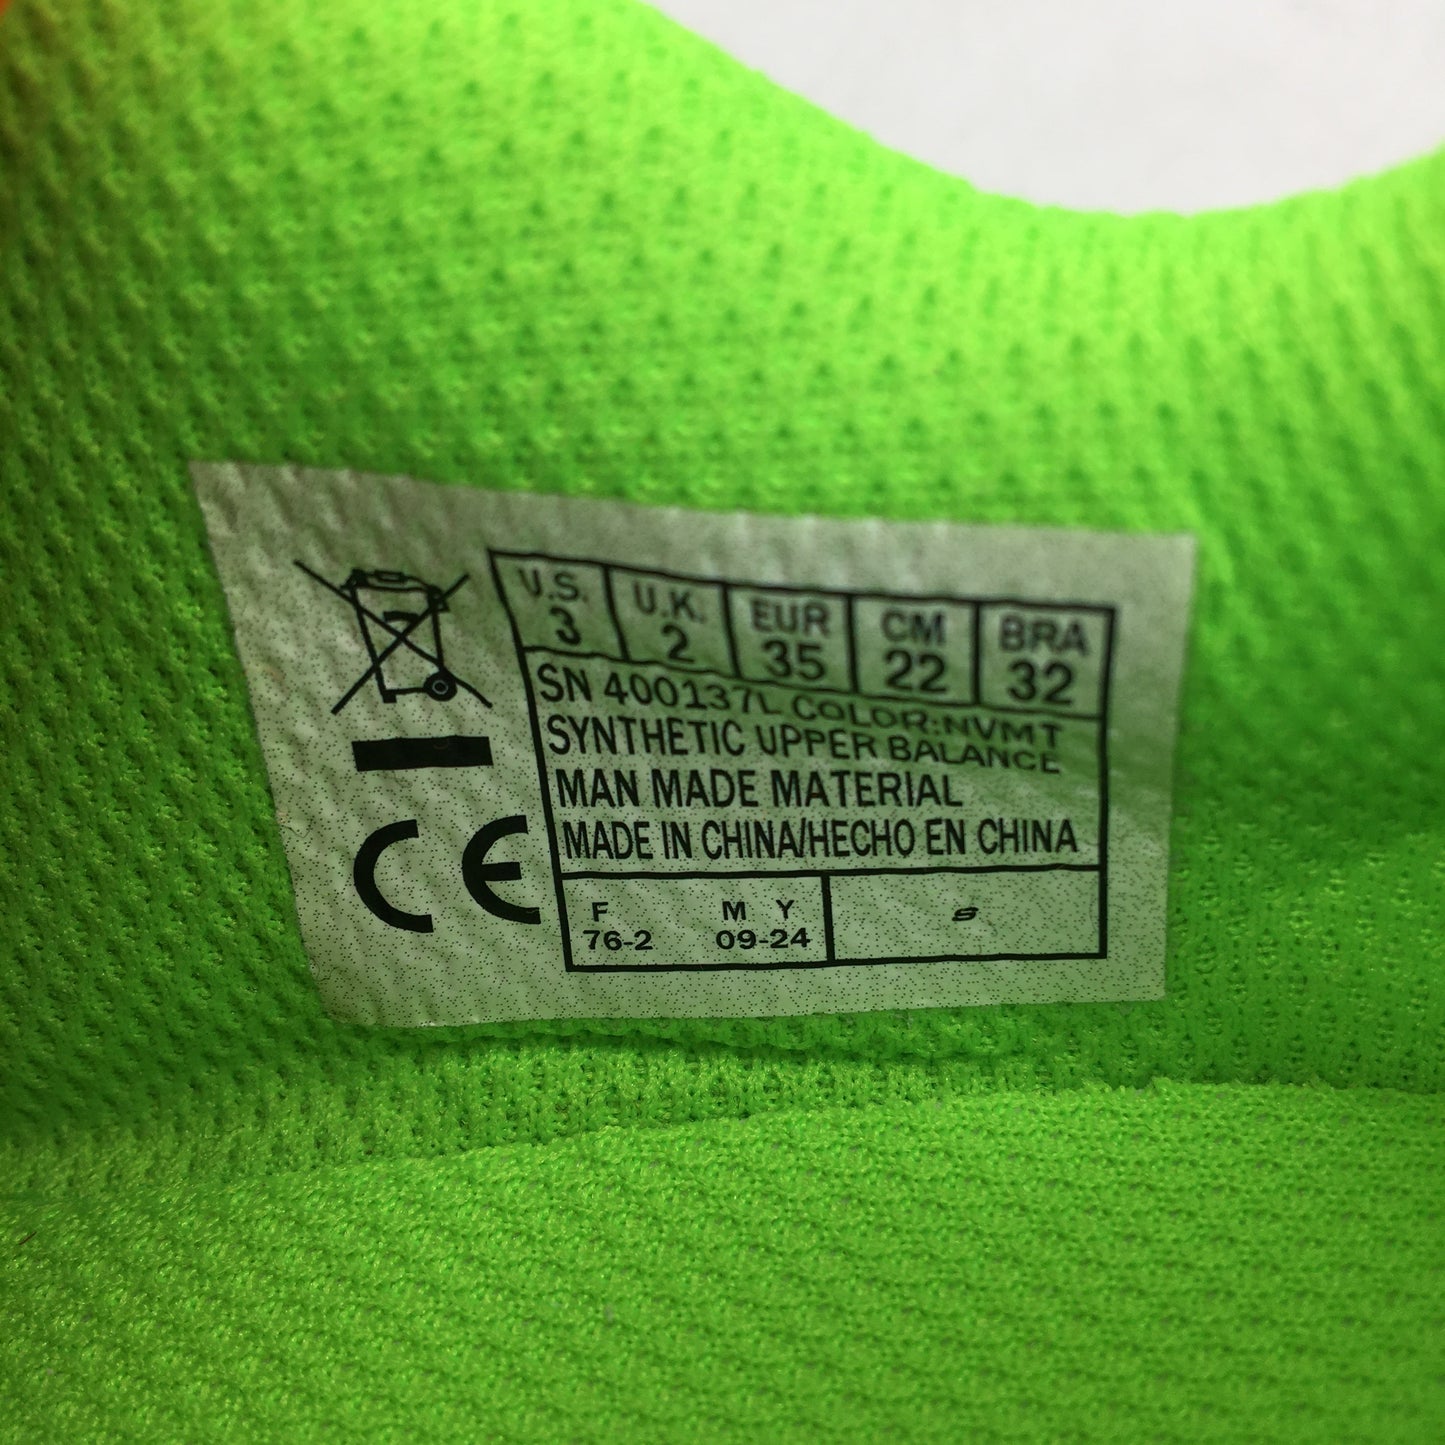 U.S. U.K. EUR CM BRA
3 2 35 22 32
SN 400137L COLOR:NVMT
SYNTHETIC UPPER BALANCE
MAN MADE MATERIAL
MADE IN CHINA/HECHO EN CHINA
F M Y
76-2 09-24
S
CE